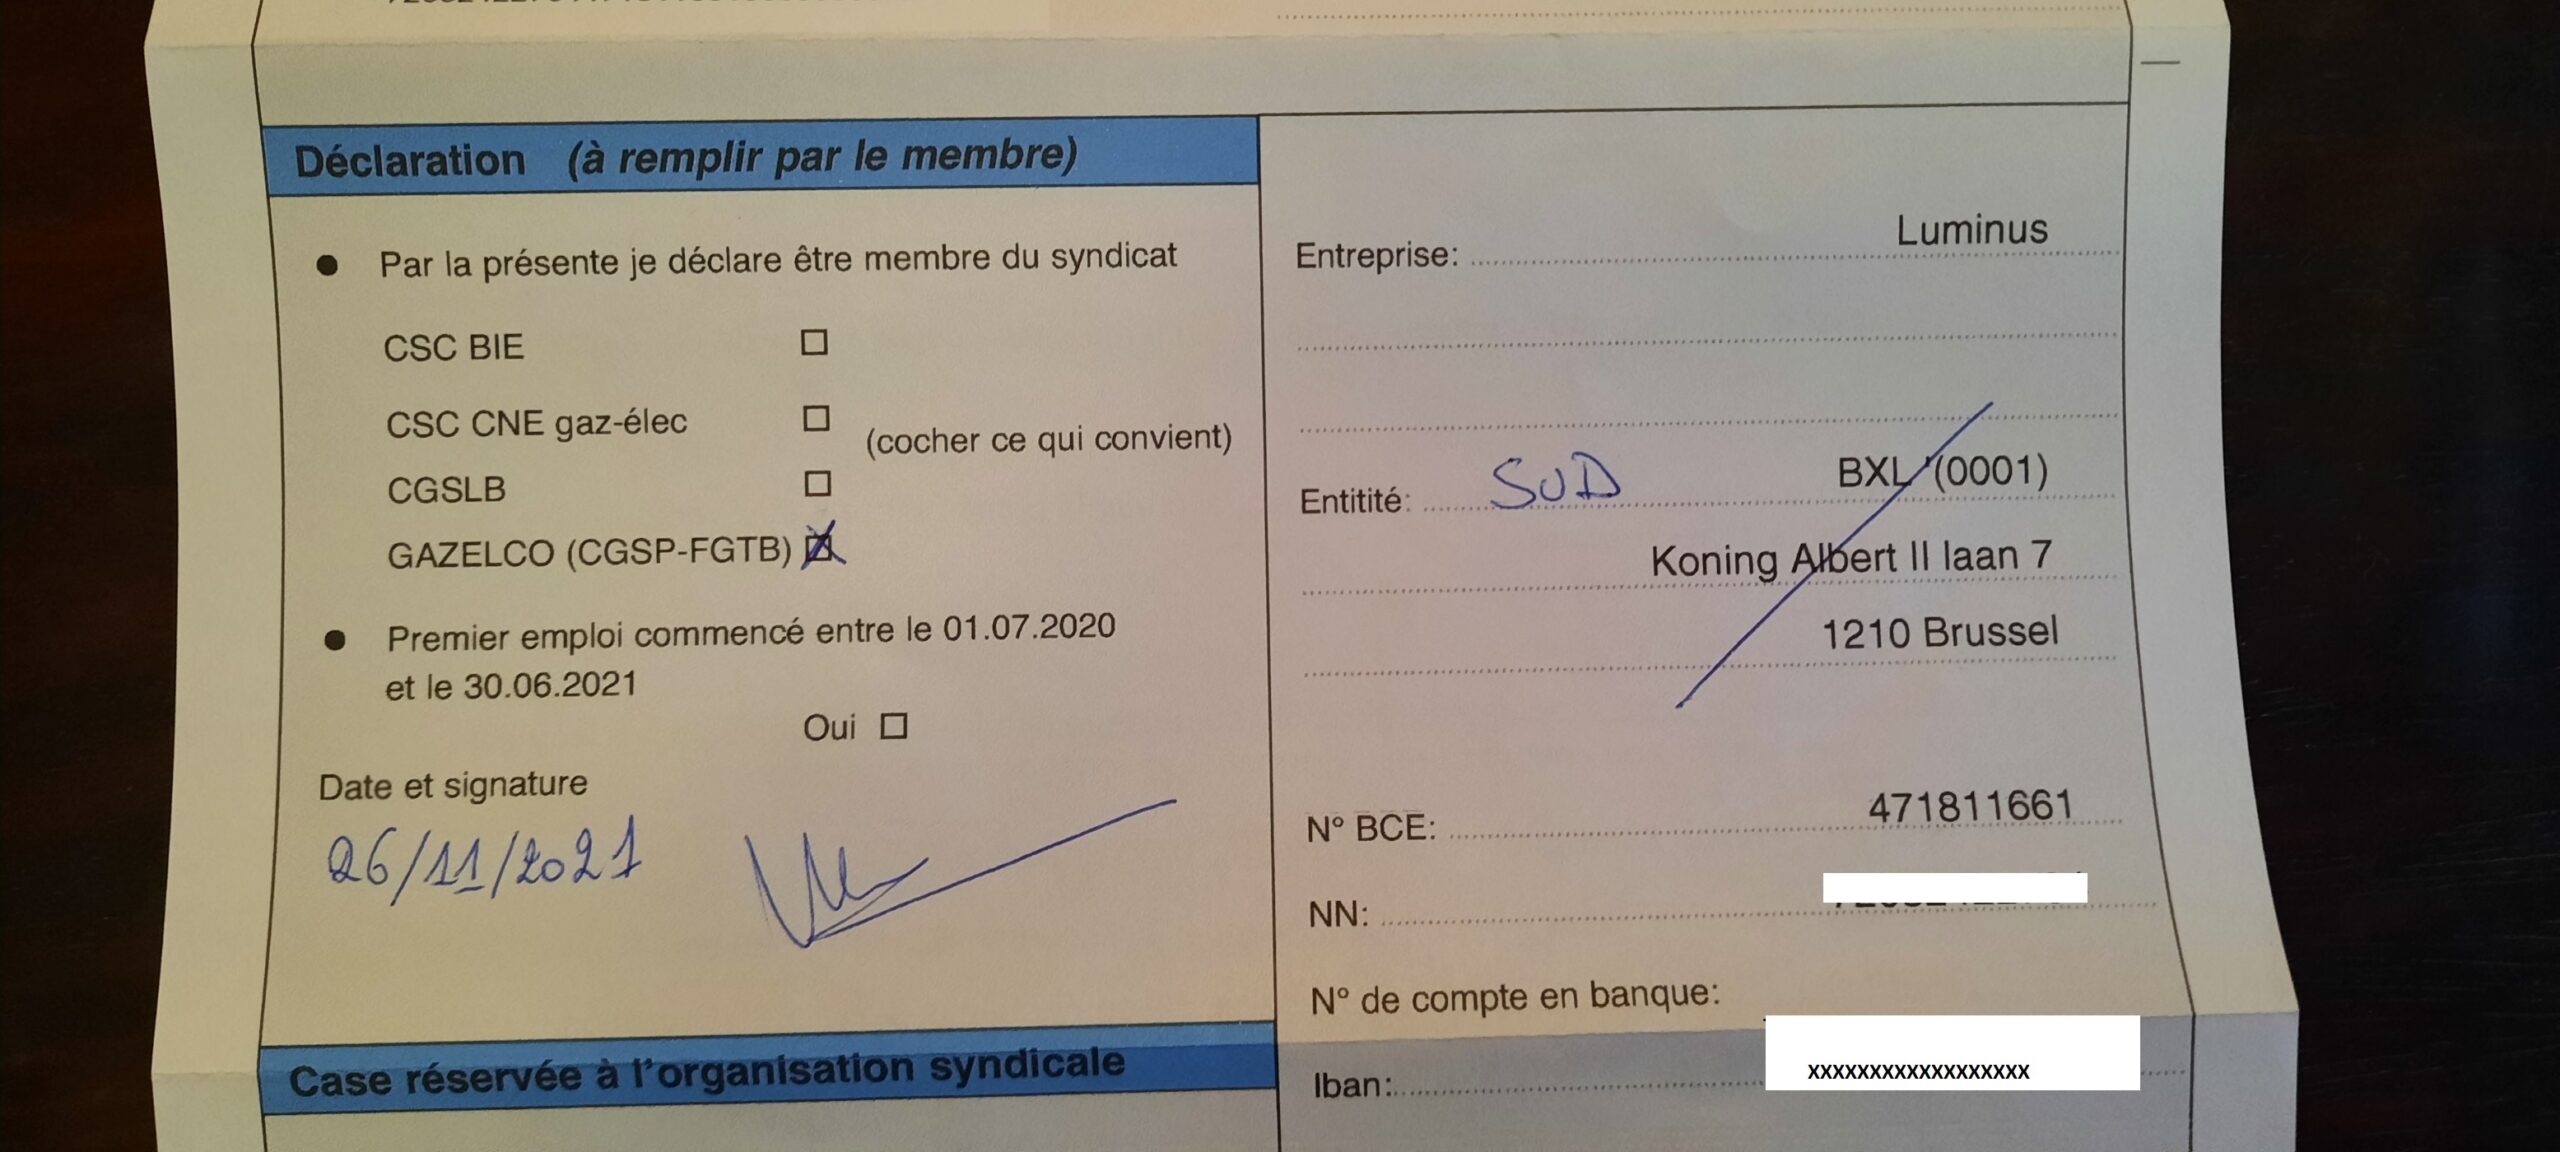 Déclaration (à remplir par le membre)
Par la présente je déclare être membre du syndicat
CSC BIE
CSC CNE gaz-élec
(cocher ce qui convient)
CGSLB
GAZELCO (CGSP-FGTB)
Premier emploi commencé entre le 01.07.2020
et le 30.06.2021
Oui
Date et signature
26/11/2021
Case réservée à l'organisation syndicale
Entreprise: Luminus
Entitité: SUD BXL (0001)
Koning Albert II laan 7
1210 Brussel
N° BCE: 471811661
NN:
N° de compte en banque:
Iban: xxxxxxxxxxxxxxxxxx